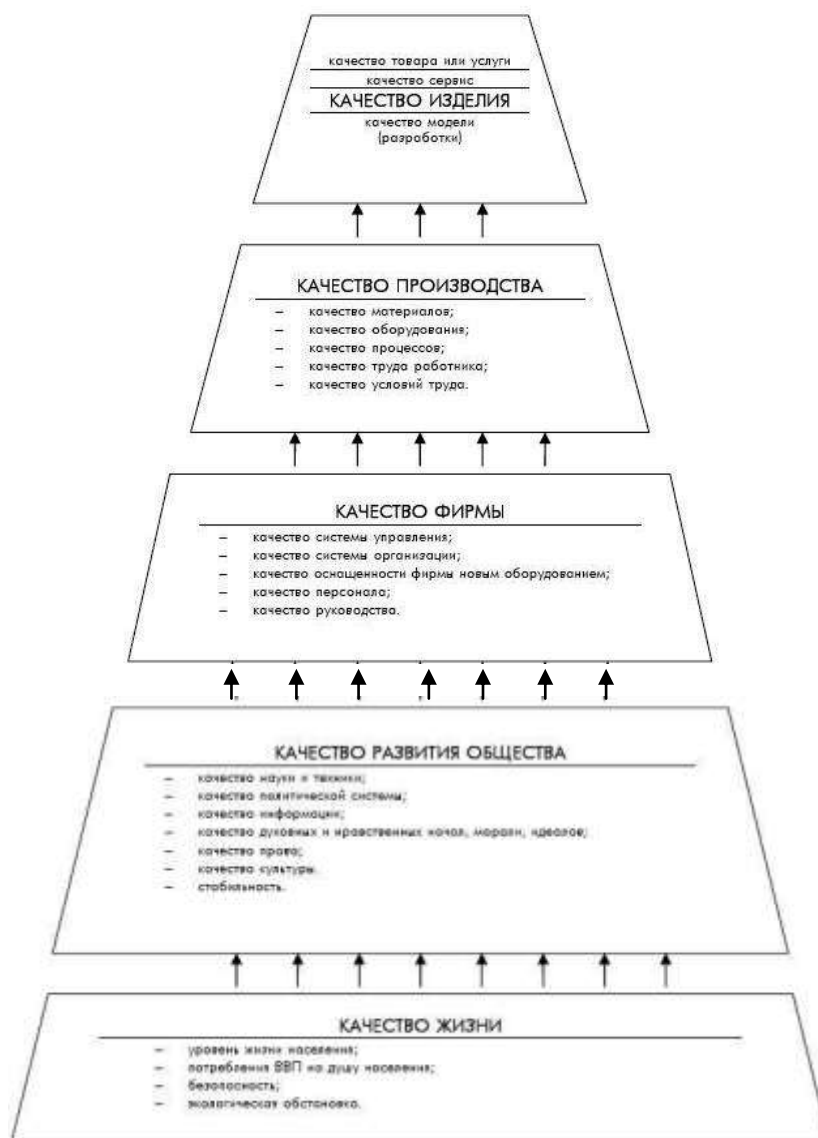 качество товара или услуги
качество сервис
КАЧЕСТВО ИЗДЕЛИЯ
качество модели
(разработки)
КАЧЕСТВО ПРОИЗВОДСТВА
– качество материалов;
– качество оборудования;
– качество процессов;
– качество труда работника;
– качество условий труда.
КАЧЕСТВО ФИРМЫ
– качество системы управления;
– качество системы организации;
– качество оснащенности фирмы новым оборудованием;
– качество персонала;
– качество руководства.
КАЧЕСТВО РАЗВИТИЯ ОБЩЕСТВА
– качество науки и техники;
– качество политической системы;
– качество информации;
– качество духовных и нравственных начал, морали, идеалов;
– качество права;
– качество культуры.
– стабильность.
КАЧЕСТВО ЖИЗНИ
– уровень жизни населения;
– потребления ВВП на душу населения;
– безопасность;
– экологическая обстановка.